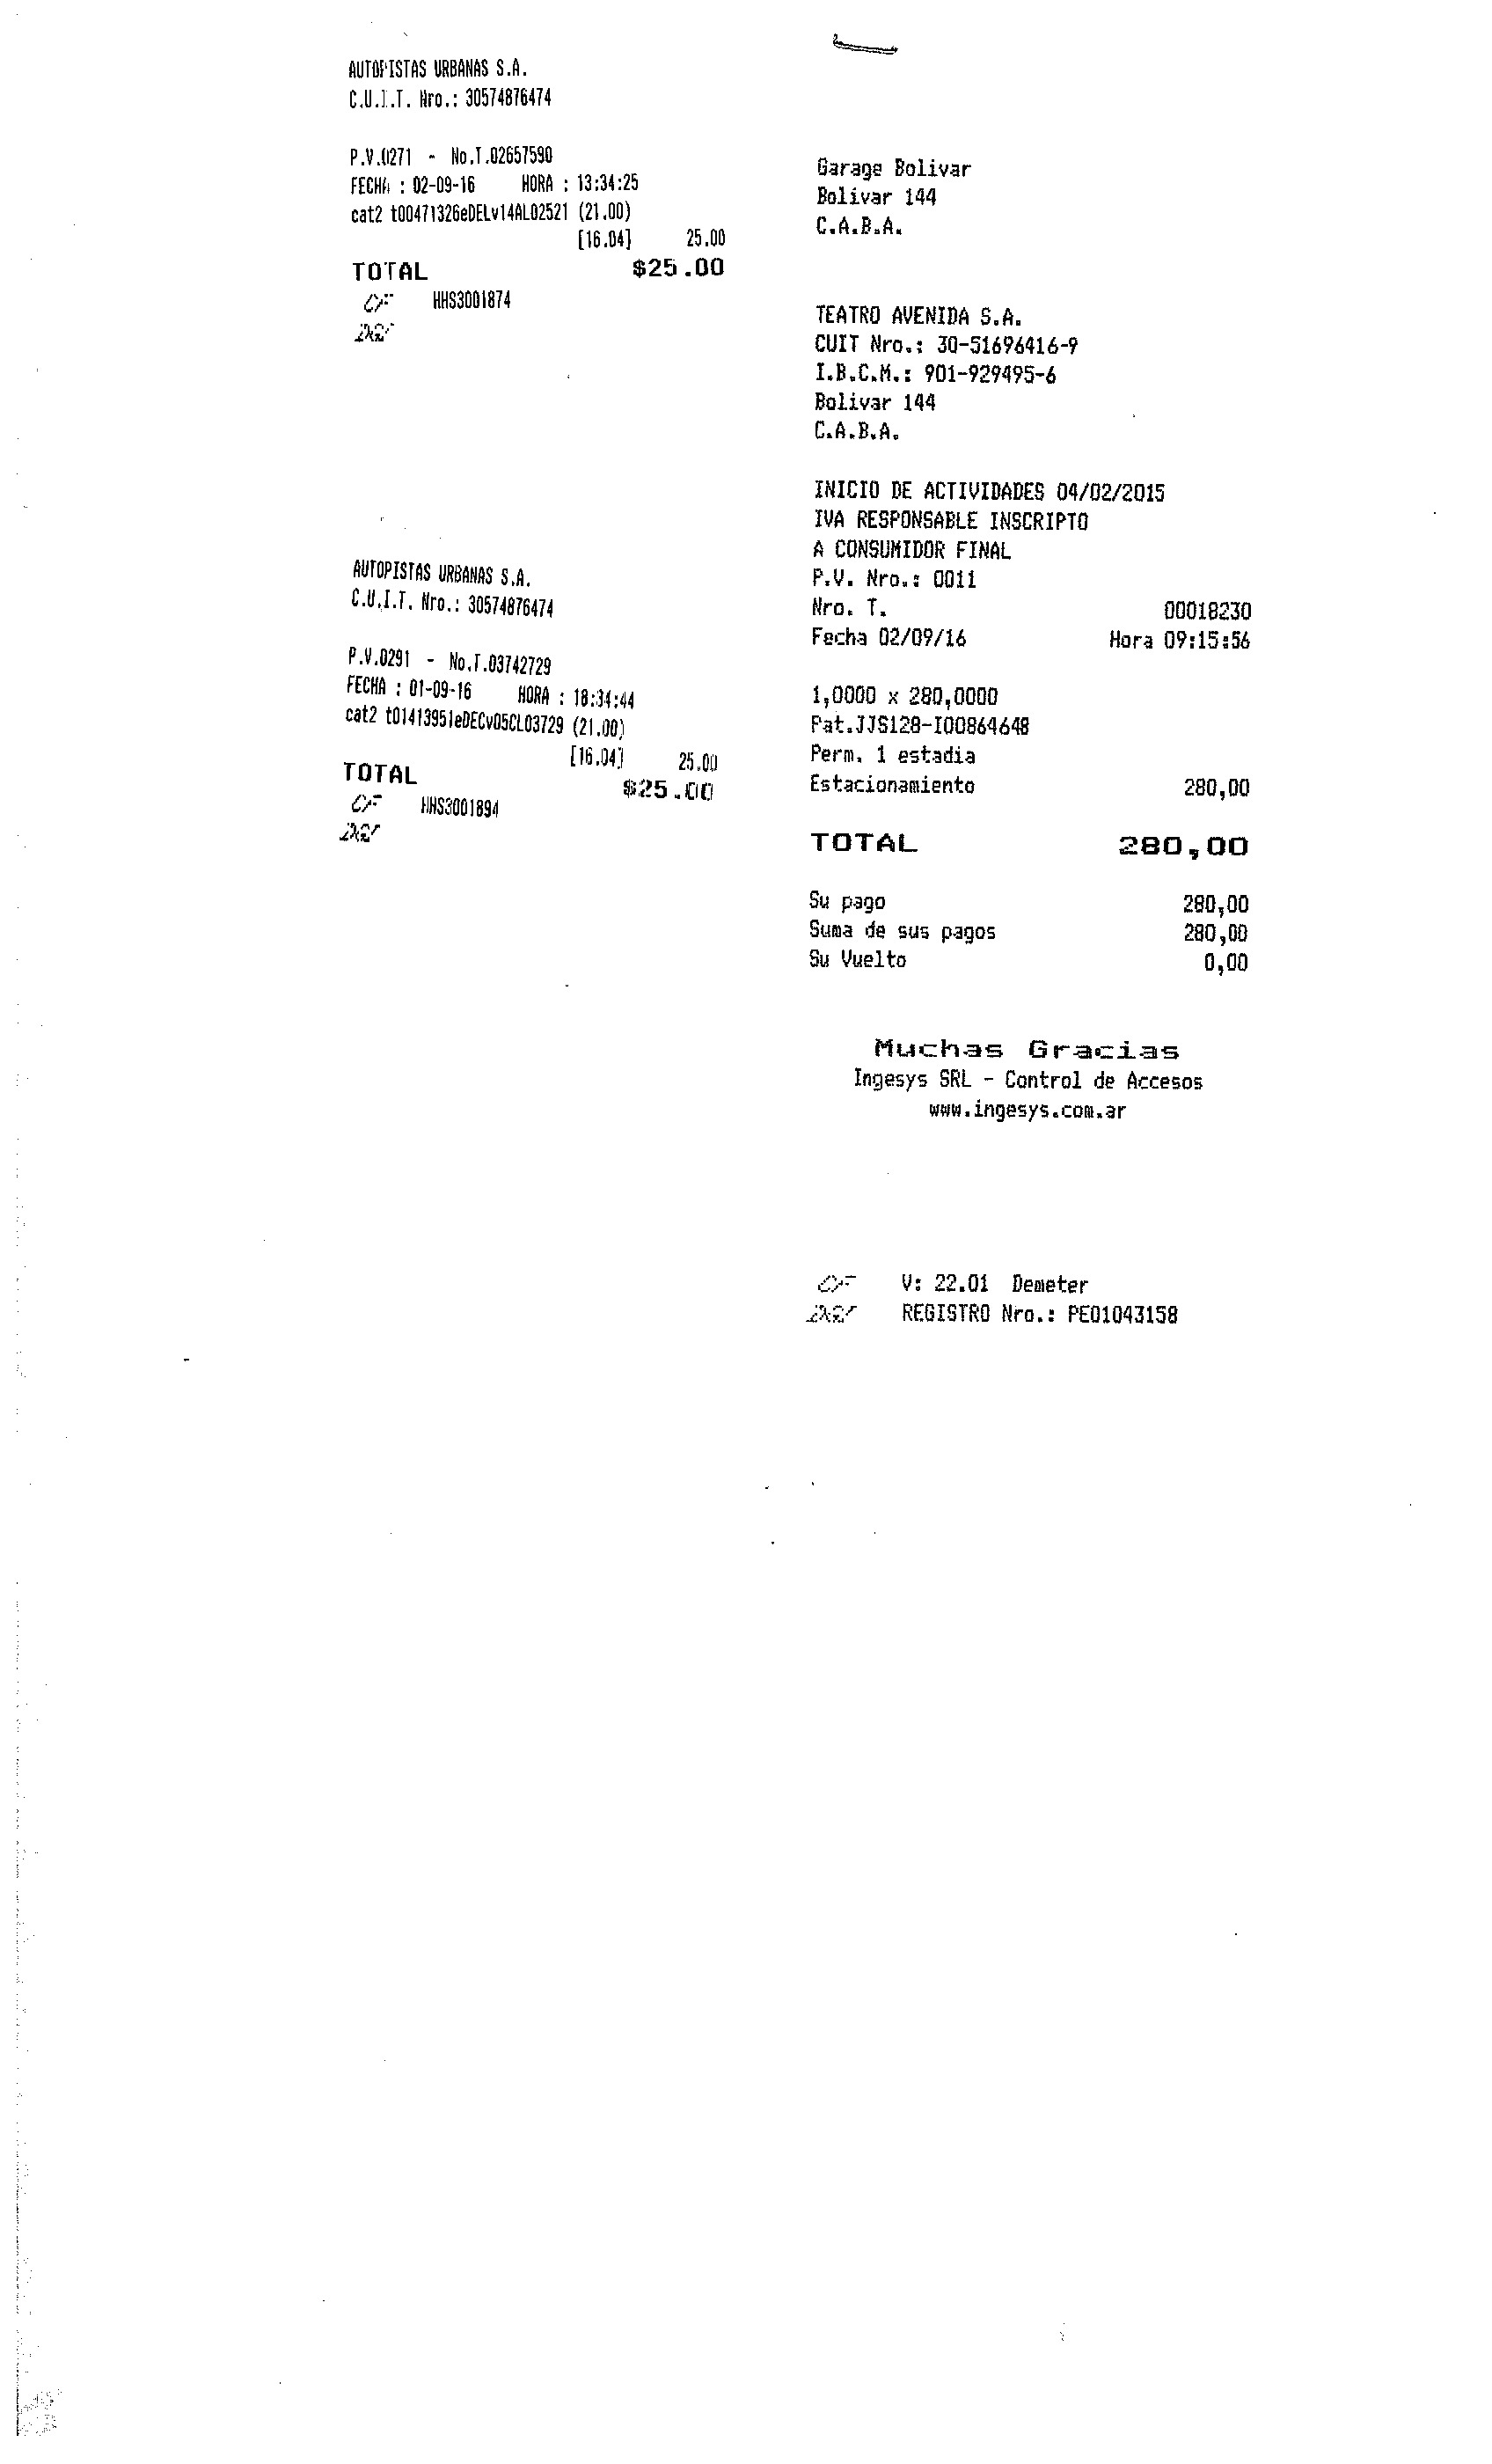 AUTOPISTAS URBANAS S.A.
C.U.I.T. Nro.: 30574876474
P.V.0271 - No.T.02657590
FECHA : 02-09-16 HORA : 13:34:25
cat2 t00471326eDELv14AL02521 (21.00)
[16.04] 25.00
TOTAL $25.00
CF HHS3001874
DGI
AUTOPISTAS URBANAS S.A.
C.U.I.T. Nro.: 30574876474
P.V.0291 - No.T.03742729
FECHA : 01-09-16 HORA : 18:34:44
cat2 t01413951eDECv05CL03729 (21.00)
[16.04] 25.00
TOTAL $25.00
CF HHS3001894
DGI
Garage Bolivar
Bolivar 144
C.A.B.A.
TEATRO AVENIDA S.A.
CUIT Nro.: 30-51696416-9
I.B.C.M.: 901-929495-6
Bolivar 144
C.A.B.A.
INICIO DE ACTIVIDADES 04/02/2015
IVA RESPONSABLE INSCRIPTO
A CONSUMIDOR FINAL
P.V. Nro.: 0011
Nro. T. 00018230
Fecha 02/09/16 Hora 09:15:56
1,0000 x 280,0000
Pat.JJS128-I00864648
Perm. 1 estadia
Estacionamiento 280,00
TOTAL 280,00
Su pago 280,00
Suma de sus pagos 280,00
Su Vuelto 0,00
Muchas Gracias
Ingesys SRL - Control de Accesos
www.ingesys.com.ar
CF V: 22.01 Demeter
DGI REGISTRO Nro.: PE01043158